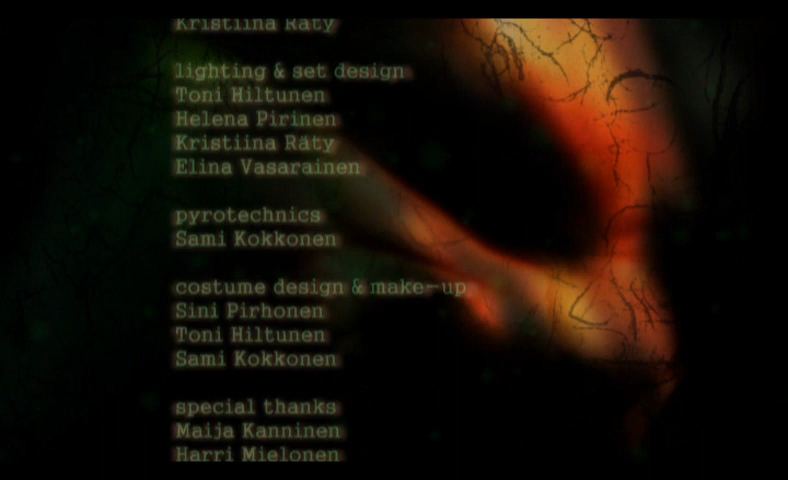 Kristiina Räty
lighting & set design
Toni Hiltunen
Helena Pirinen
Kristiina Räty
Elina Vasarainen
pyrotechnics
Sami Kokkonen
costume design & make-up
Sini Pirhonen
Toni Hiltunen
Sami Kokkonen
special thanks
Maija Kanninen
Harri Mielonen